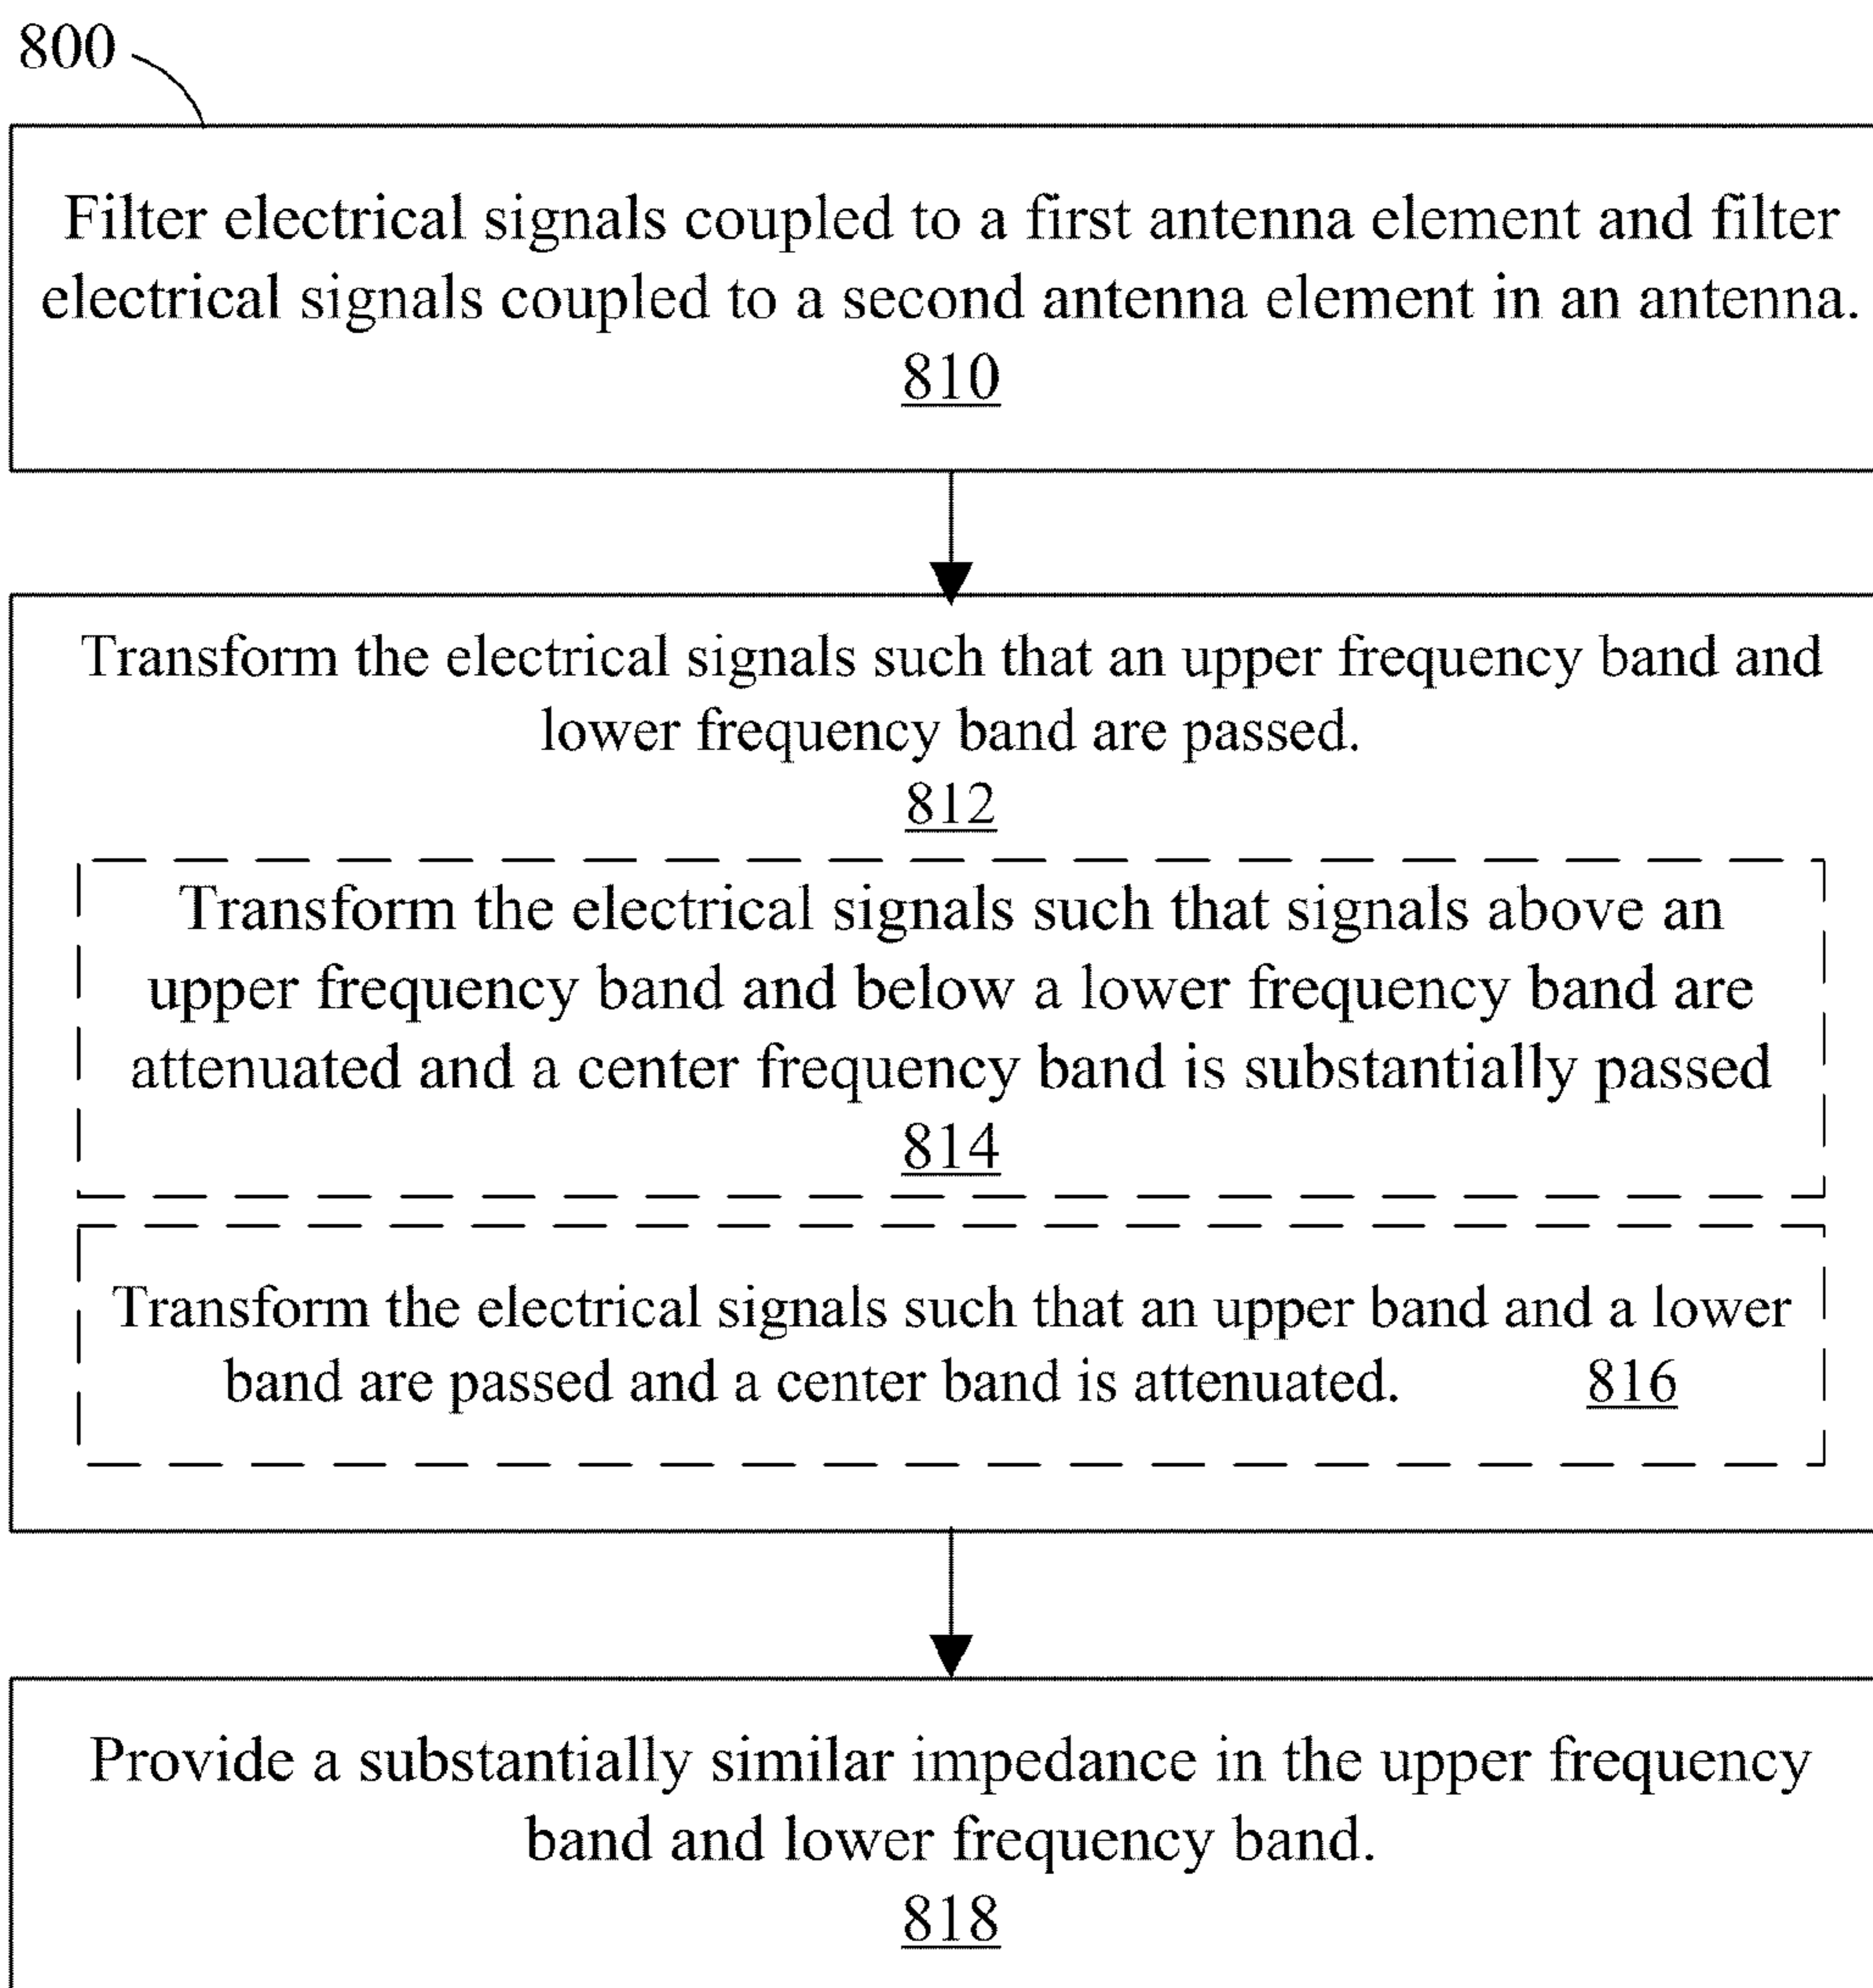 800
Filter electrical signals coupled to a first antenna element and filter
electrical signals coupled to a second antenna element in an antenna.
810
Transform the electrical signals such that an upper frequency band and
lower frequency band are passed.
812
Transform the electrical signals such that signals above an
upper frequency band and below a lower frequency band are
attenuated and a center frequency band is substantially passed
814
Transform the electrical signals such that an upper band and a lower
band are passed and a center band is attenuated. 816
Provide a substantially similar impedance in the upper frequency
band and lower frequency band.
818